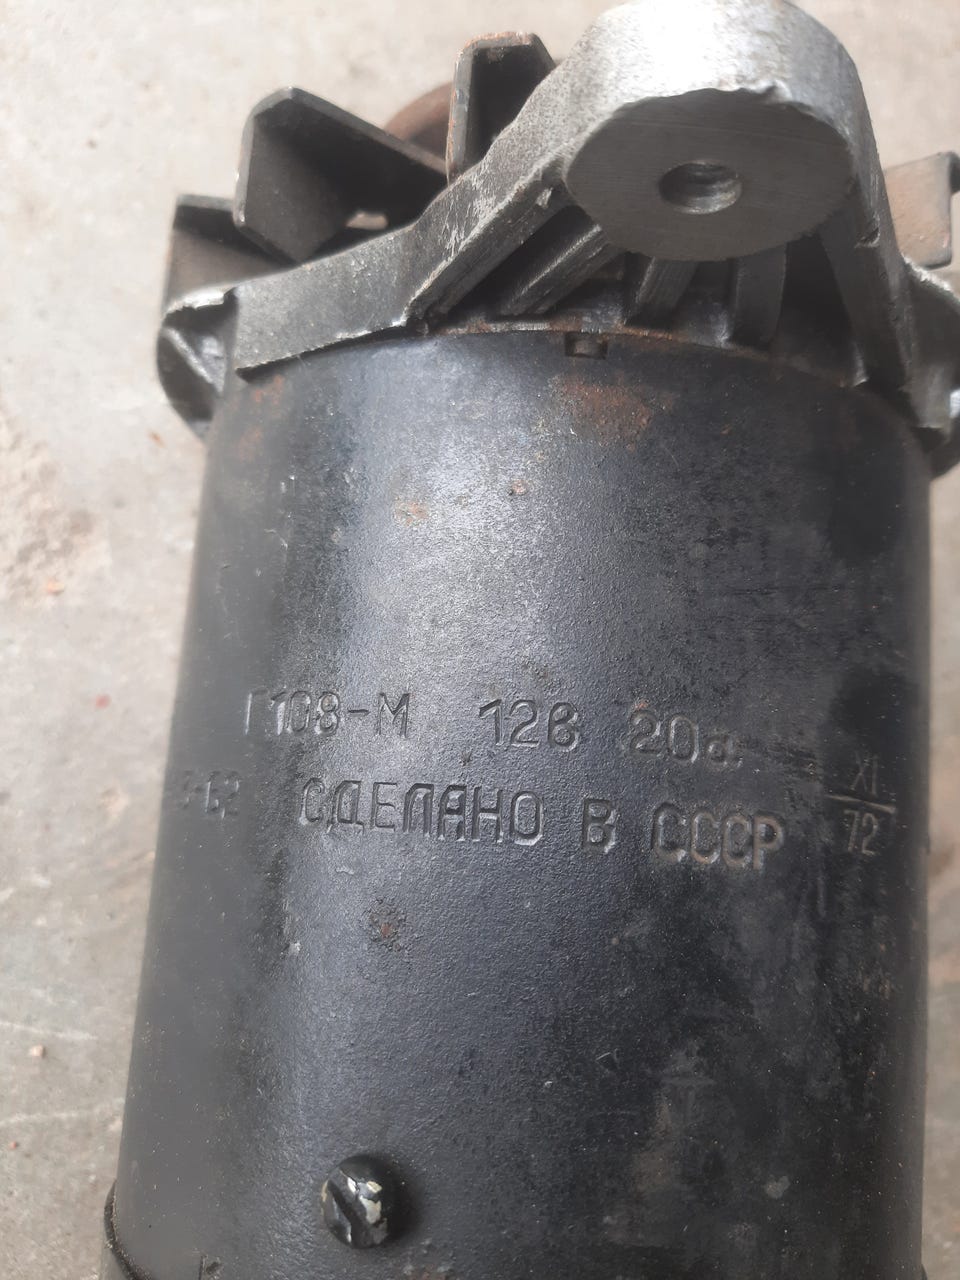 Г108-М 12в 20а
СДЕЛАНО В СССР
XI
72